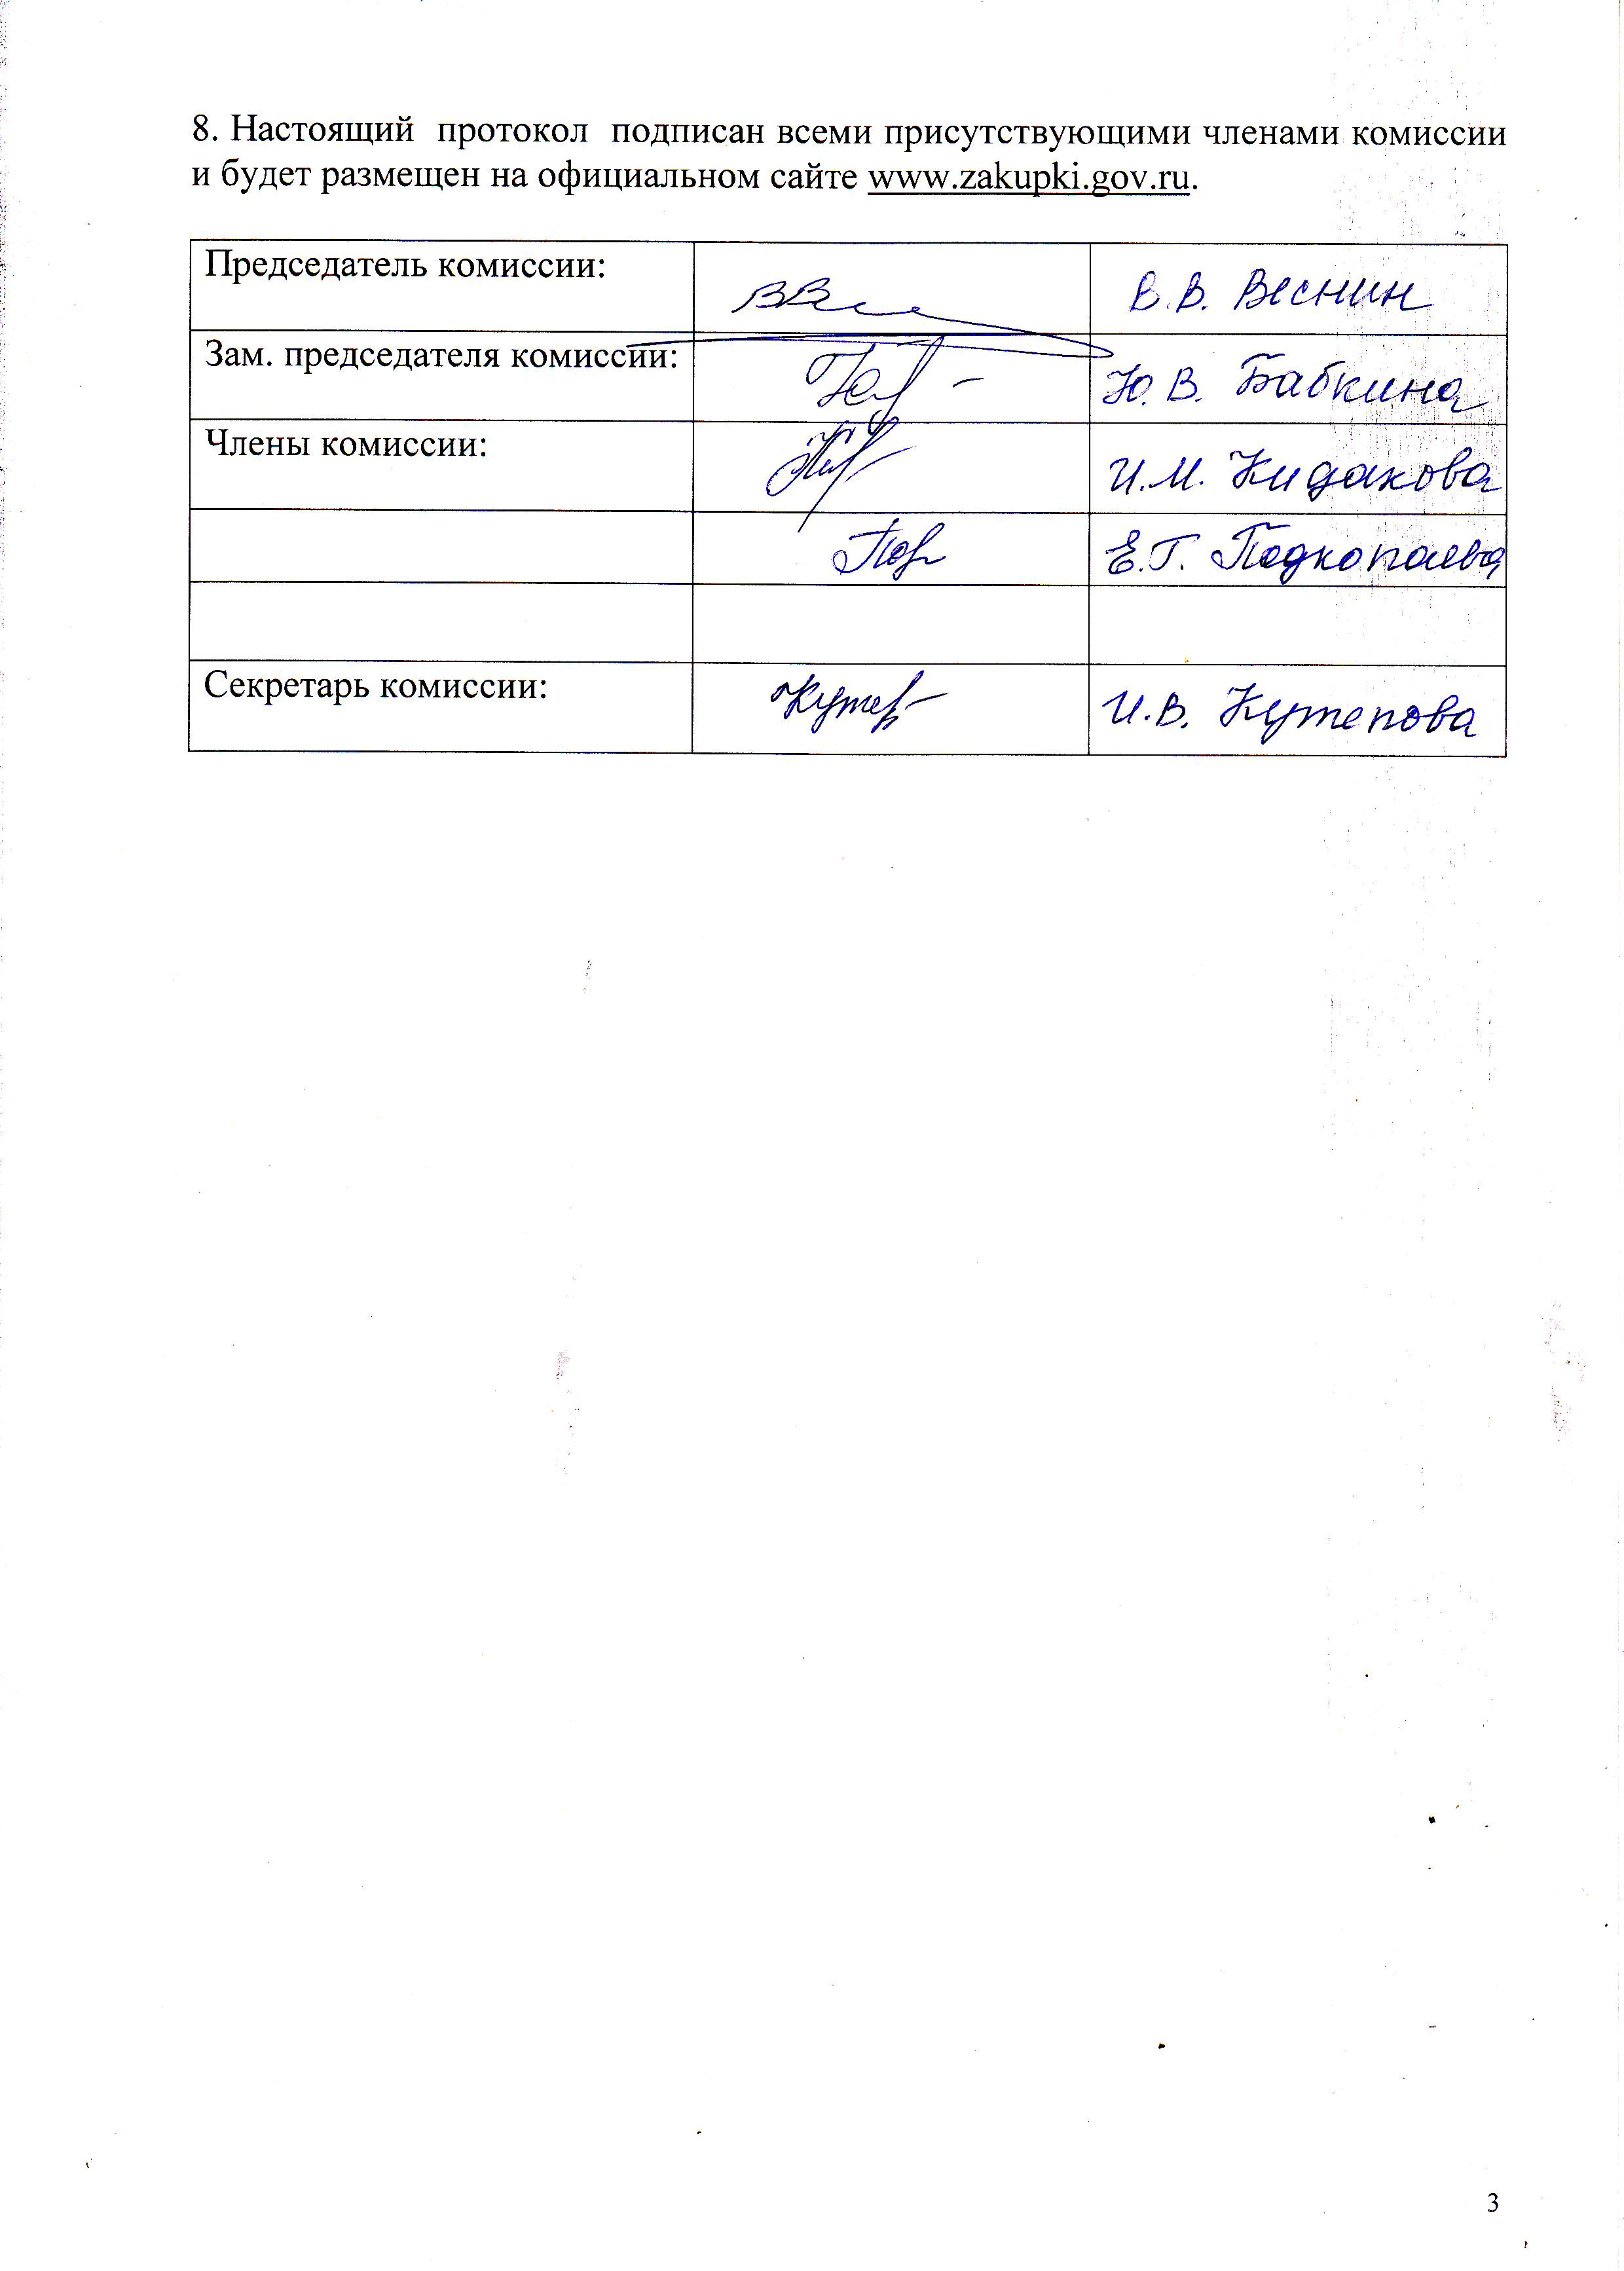 8. Настоящий протокол подписан всеми присутствующими членами комиссии
и будет размещен на официальном сайте www.zakupki.gov.ru.
Председатель комиссии: В.В. Веснин
Зам. председателя комиссии: Ю.В. Бабкина
Члены комиссии: И.М. Кидакова
Е.Г. Подкопаева
Секретарь комиссии: И.В. Кутепова
3